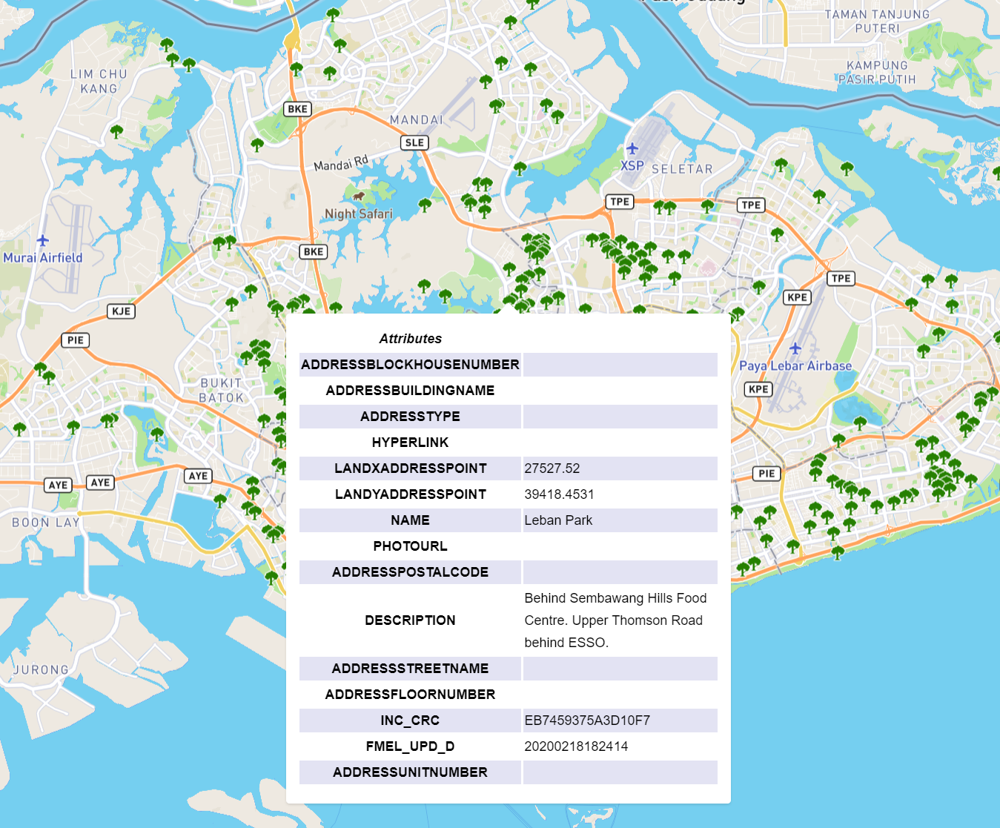 TAMAN TANJUNG
PUTERI
LIM CHU
KANG
KAMPUNG
PASIR PUTIH
BKE
MANDAI
SLE
Mandai Rd
XSP
SELETAR
TPE
TPE
Night Safari
BKE
Murai Airfield
TPE
KPE
KJE
PIE
Paya Lebar Airbase
BUKIT
BATOK
KPE
PIE
AYE
AYE
AYE
BOON LAY
JURONG
Attributes
ADDRESSBLOCKHOUSENUMBER
ADDRESSBUILDINGNAME
ADDRESSTYPE
HYPERLINK
LANDXADDRESSPOINT 27527.52
LANDYADDRESSPOINT 39418.4531
NAME Leban Park
PHOTOURL
ADDRESSPOSTALCODE
DESCRIPTION Behind Sembawang Hills Food
Centre. Upper Thomson Road
behind ESSO.
ADDRESSSTREETNAME
ADDRESSFLOORNUMBER
INC_CRC EB7459375A3D10F7
FMEL_UPD_D 20200218182414
ADDRESSUNITNUMBER